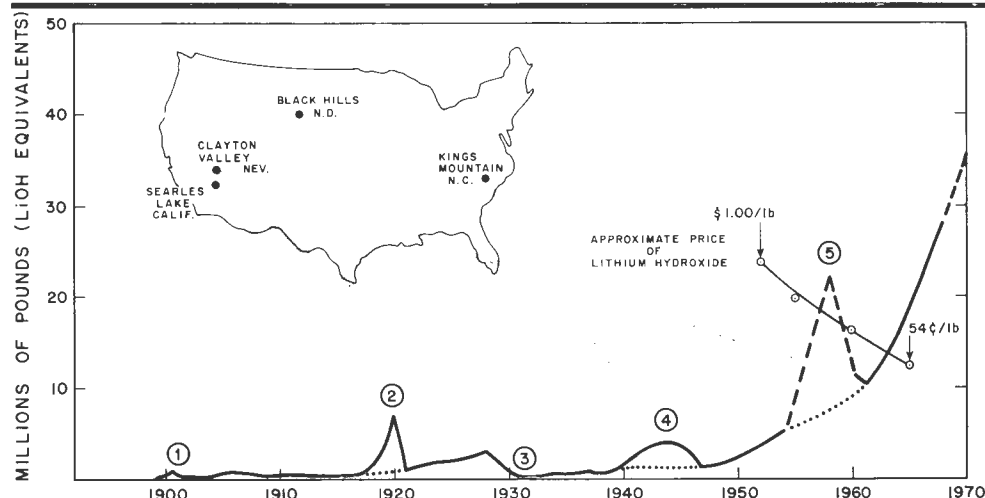 MILLIONS OF POUNDS (LiOH EQUIVALENTS)
50
40
30
20
10
BLACK HILLS
N.D.
CLAYTON
VALLEY
NEV.
SEARLES
LAKE
CALIF.
KINGS
MOUNTAIN
N.C.
$1.00/lb
APPROXIMATE PRICE
OF
LITHIUM HYDROXIDE
54¢/lb
1
2
3
4
5
1900
1910
1920
1930
1940
1950
1960
1970